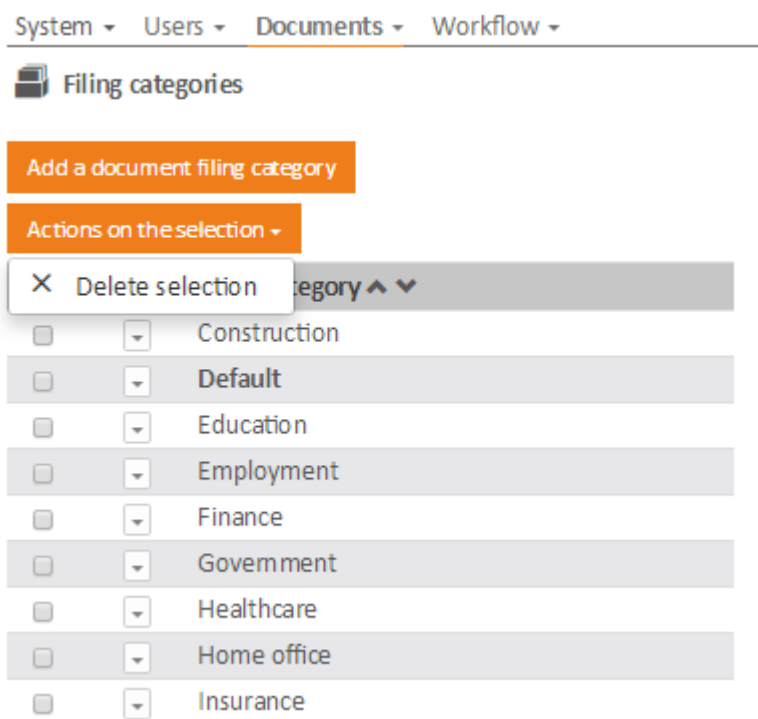 System Users Documents Workflow
Filing categories
Add a document filing category
Actions on the selection
Delete selection tegory
Construction
Default
Education
Employment
Finance
Government
Healthcare
Home office
Insurance